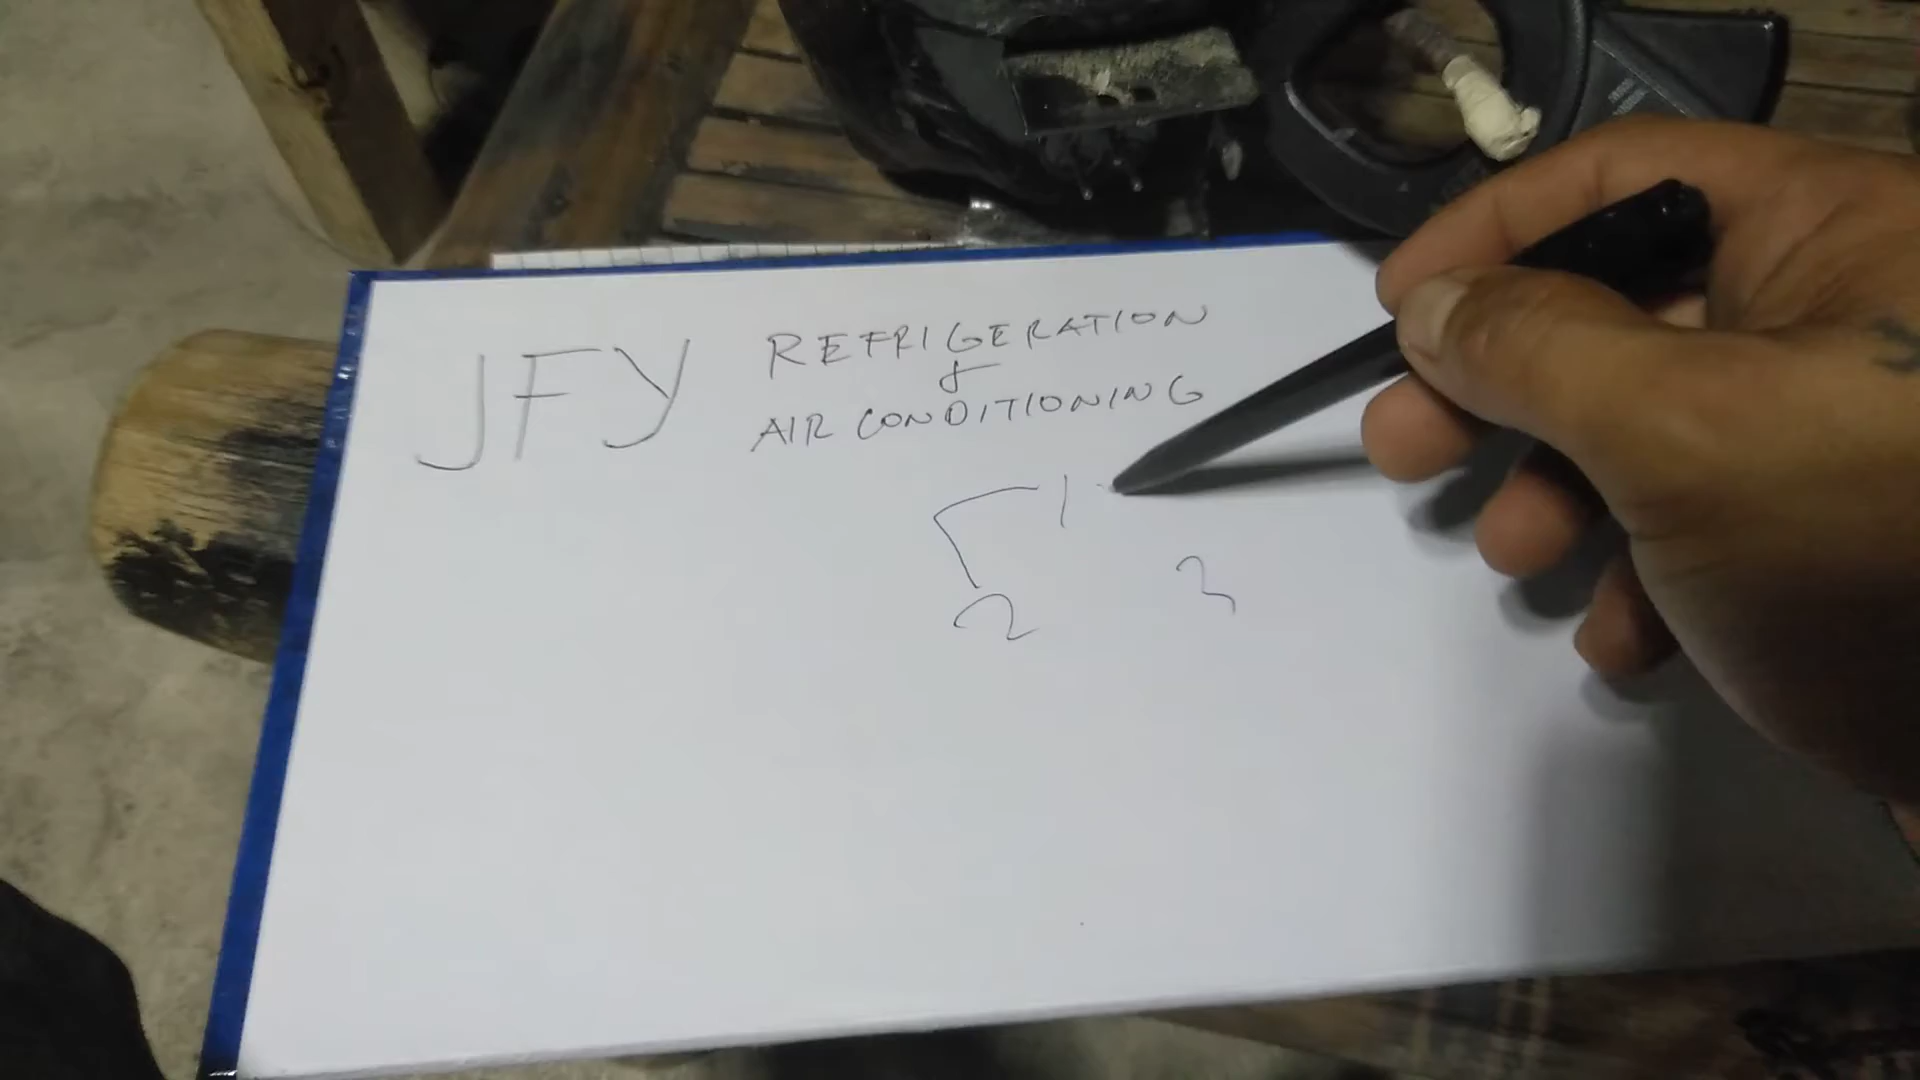 JFY REFRIGERATION
&
AIR CONDITIONING
1
2 3